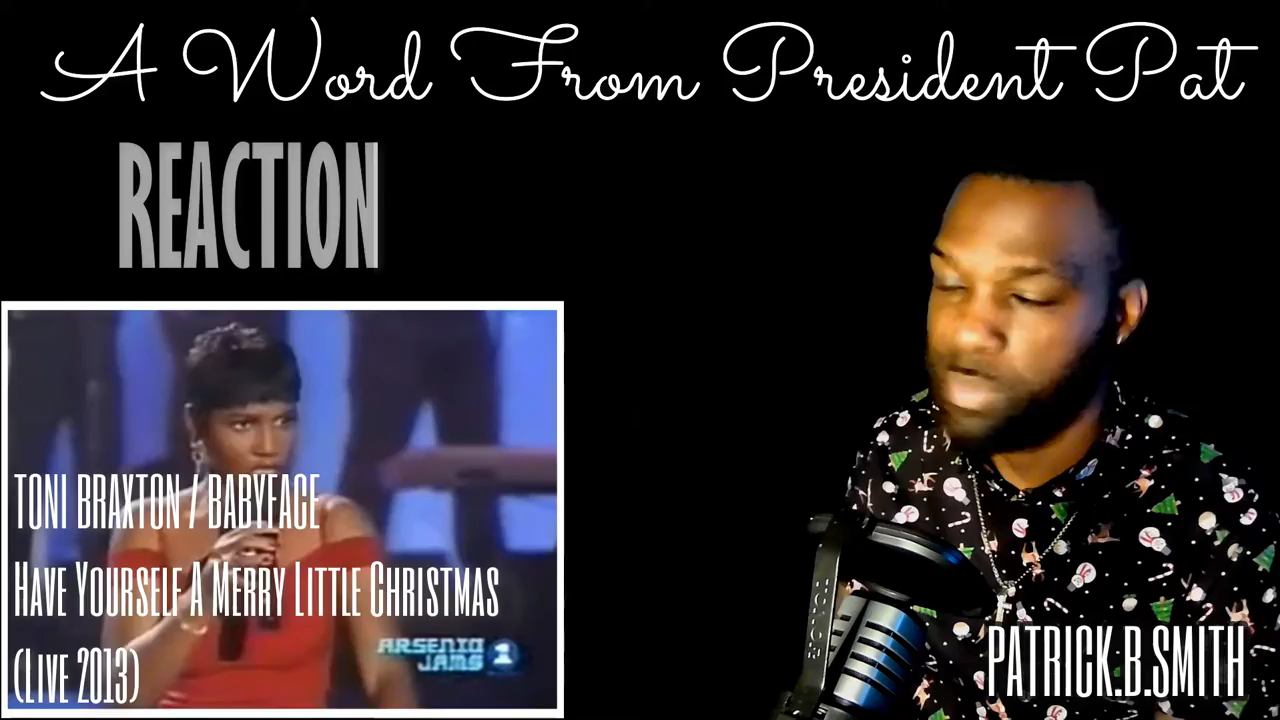 A Word From President Pat
REACTION
TONI BRAXTON / BABYFACE
HAVE YOURSELF A MERRY LITTLE CHRISTMAS
(LIVE 2013)
ARSENIO
JAMS
1
PATRICK.B.SMITH